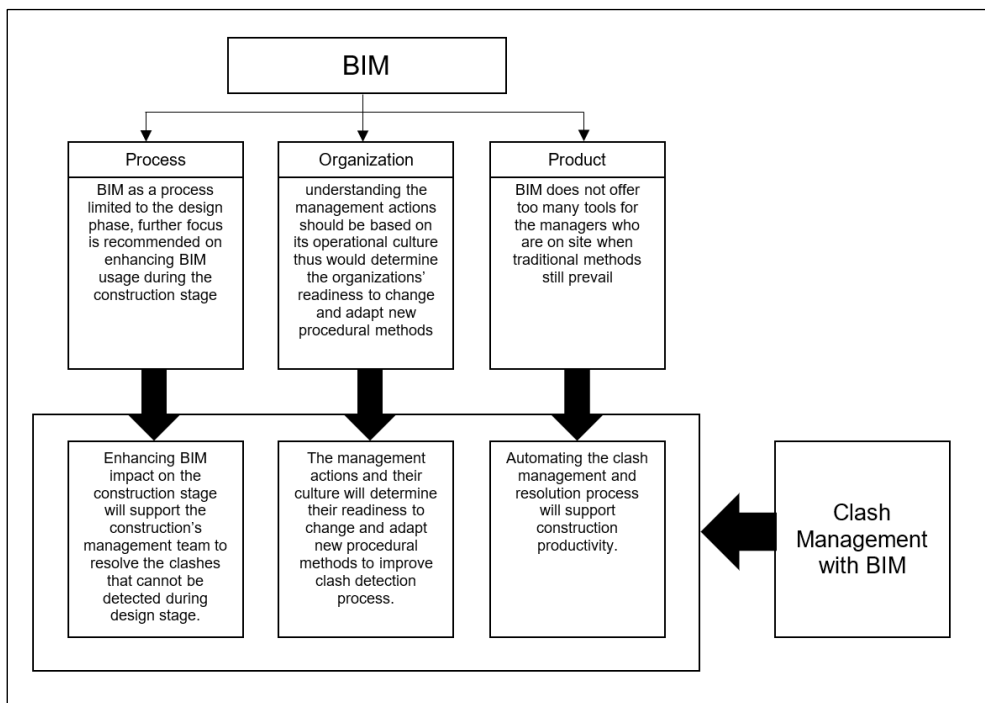 BIM
Process
BIM as a process
limited to the design
phase, further focus
is recommended on
enhancing BIM
usage during the
construction stage
Organization
understanding the
management actions
should be based on
its operational culture
thus would determine
the organizations’
readiness to change
and adapt new
procedural methods
Product
BIM does not offer
too many tools for
the managers who
are on site when
traditional methods
still prevail
Enhancing BIM
impact on the
construction stage
will support the
construction’s
management team to
resolve the clashes
that cannot be
detected during
design stage.
The management
actions and their
culture will determine
their readiness to
change and adapt
new procedural
methods to improve
clash detection
process.
Automating the clash
management and
resolution process
will support
construction
productivity.
Clash
Management
with BIM